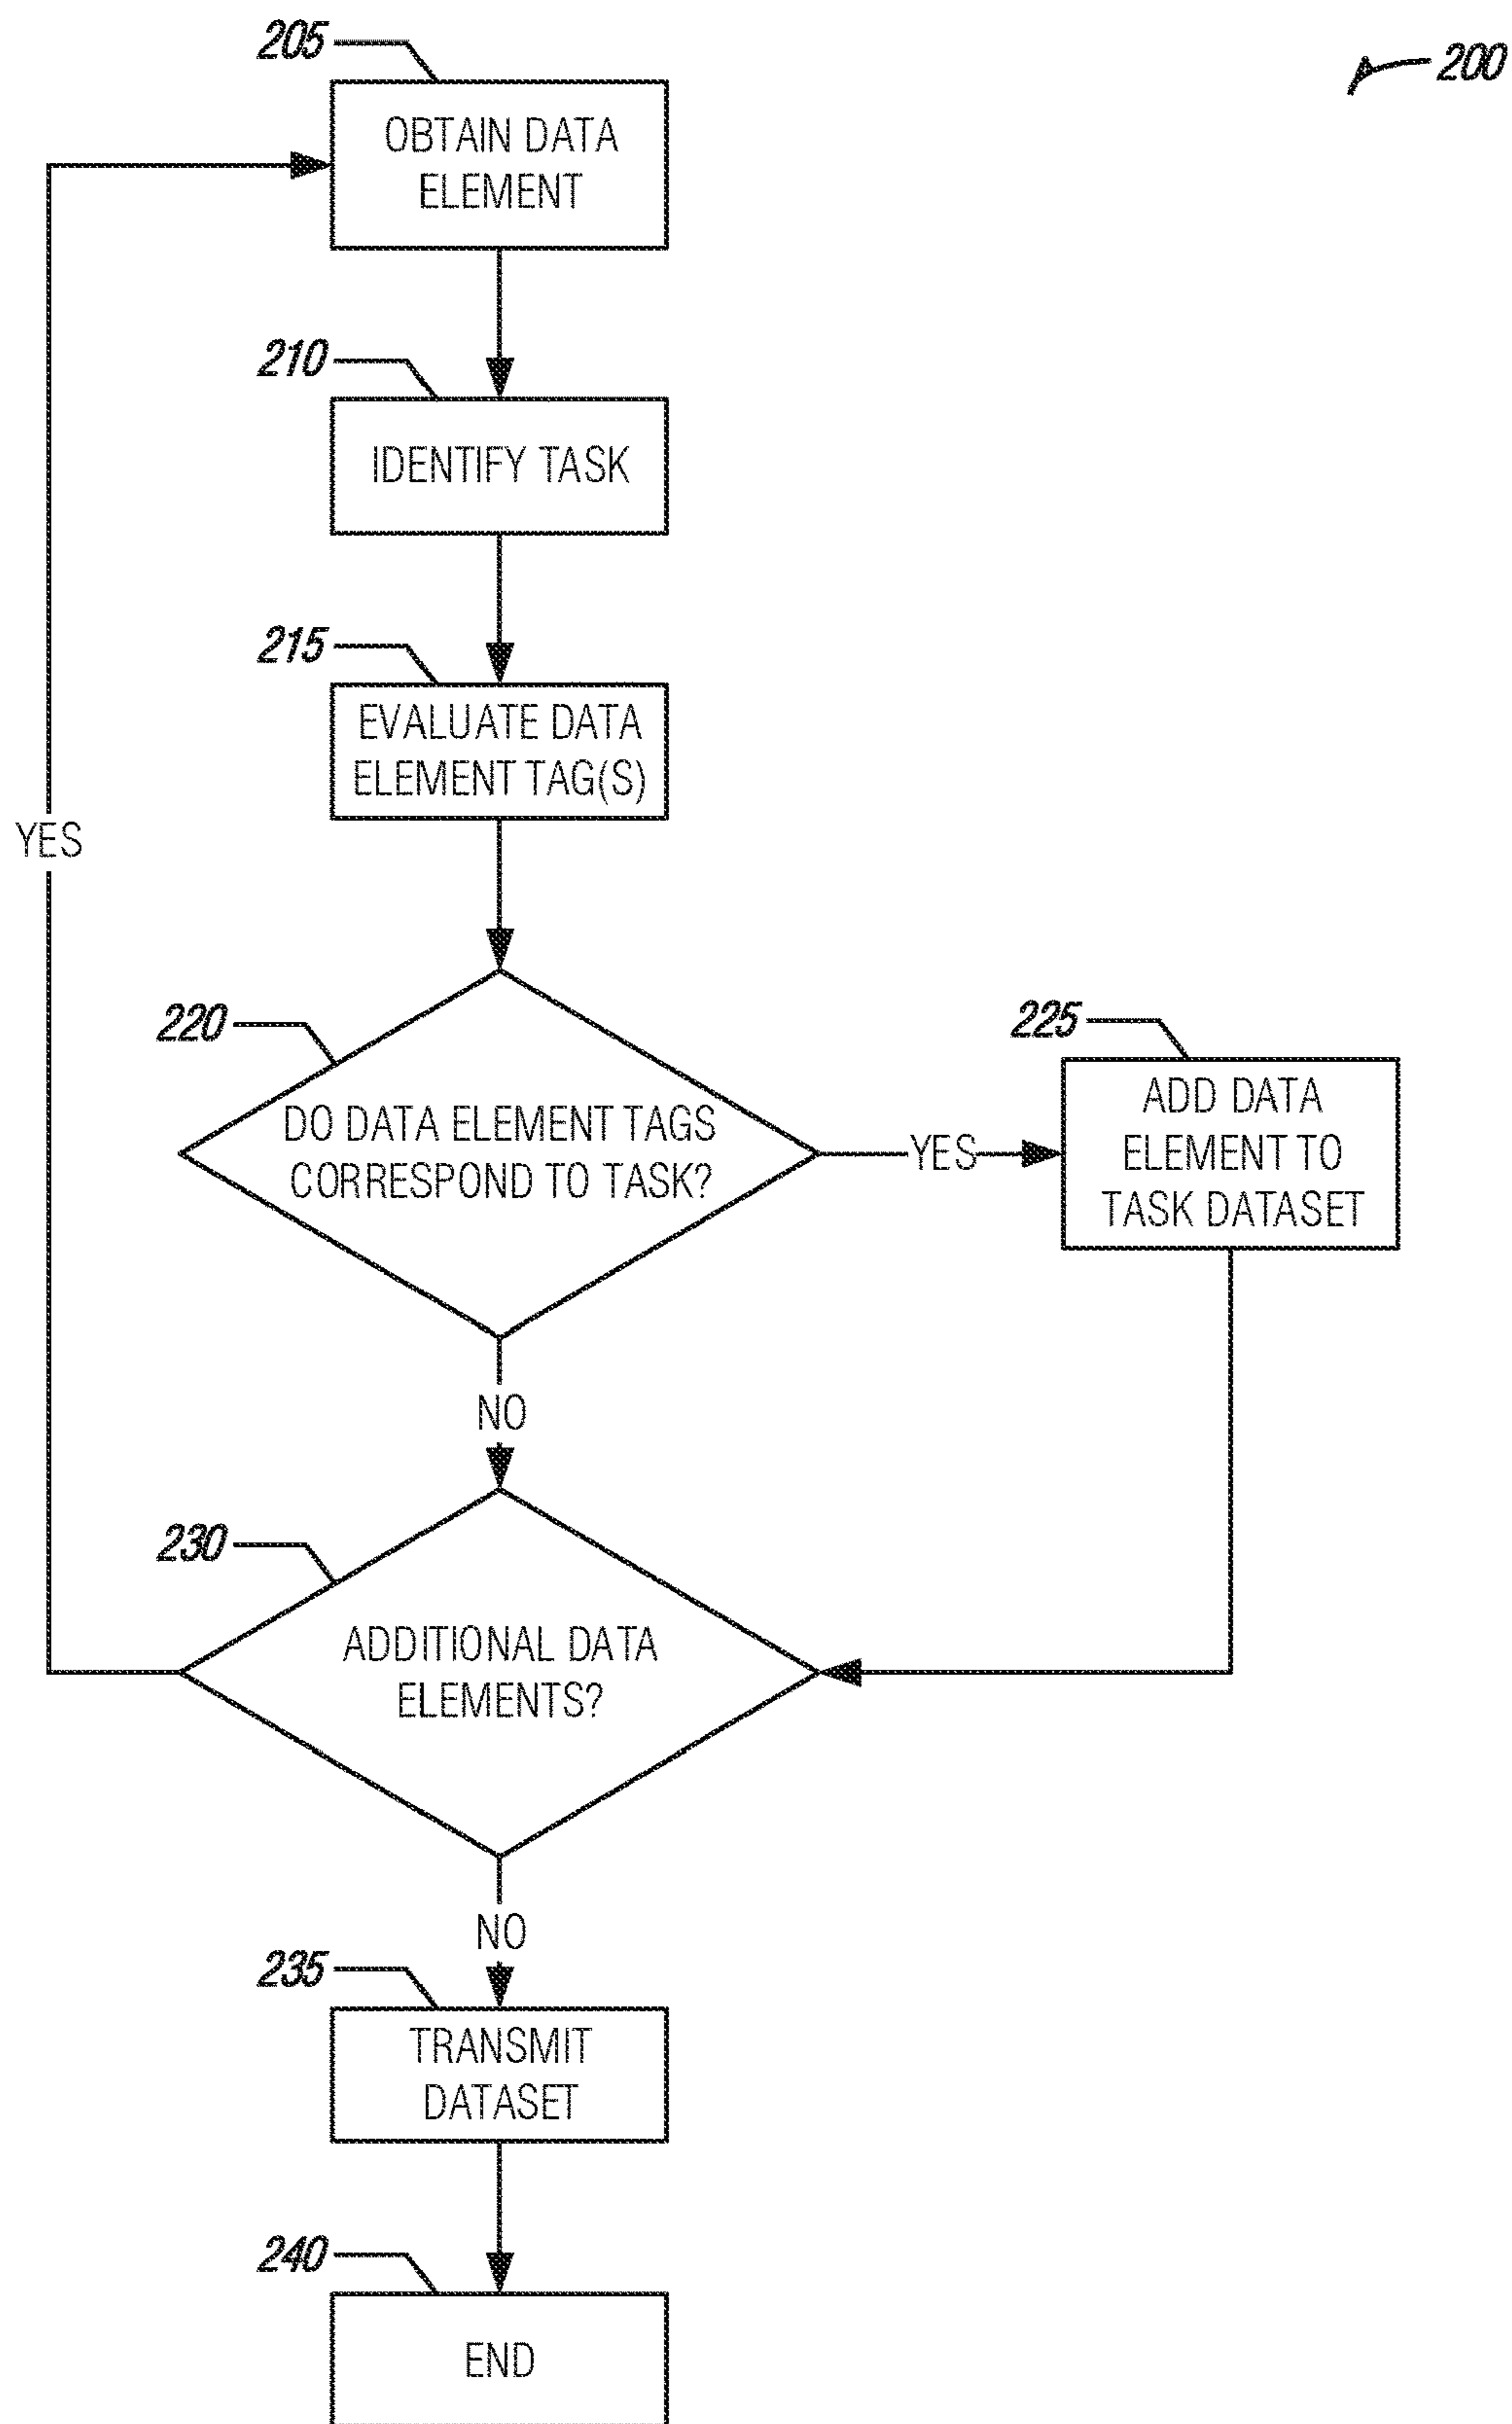 205
200
OBTAIN DATA
ELEMENT
210
IDENTIFY TASK
215
EVALUATE DATA
ELEMENT TAG(S)
YES
220
225
DO DATA ELEMENT TAGS
CORRESPOND TO TASK?
YES
ADD DATA
ELEMENT TO
TASK DATASET
NO
230
ADDITIONAL DATA
ELEMENTS?
NO
235
TRANSMIT
DATASET
240
END